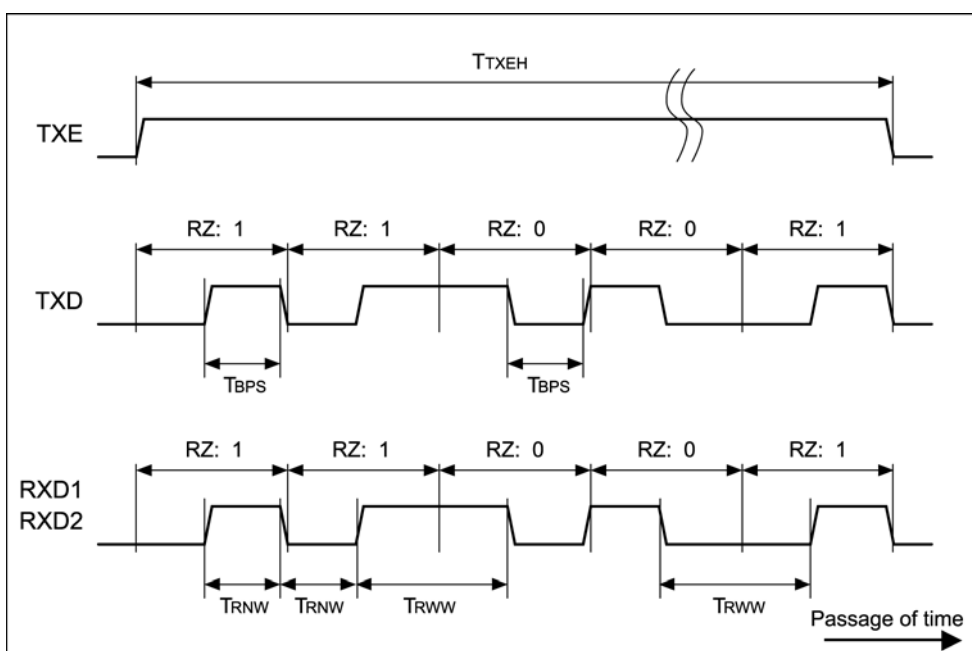 TTXEH
TXE
RZ: 1 RZ: 1 RZ: 0 RZ: 0 RZ: 1
TXD
TBPS TBPS
RZ: 1 RZ: 1 RZ: 0 RZ: 0 RZ: 1
RXD1
RXD2
TRNW TRNW TRWW TRWW
Passage of time